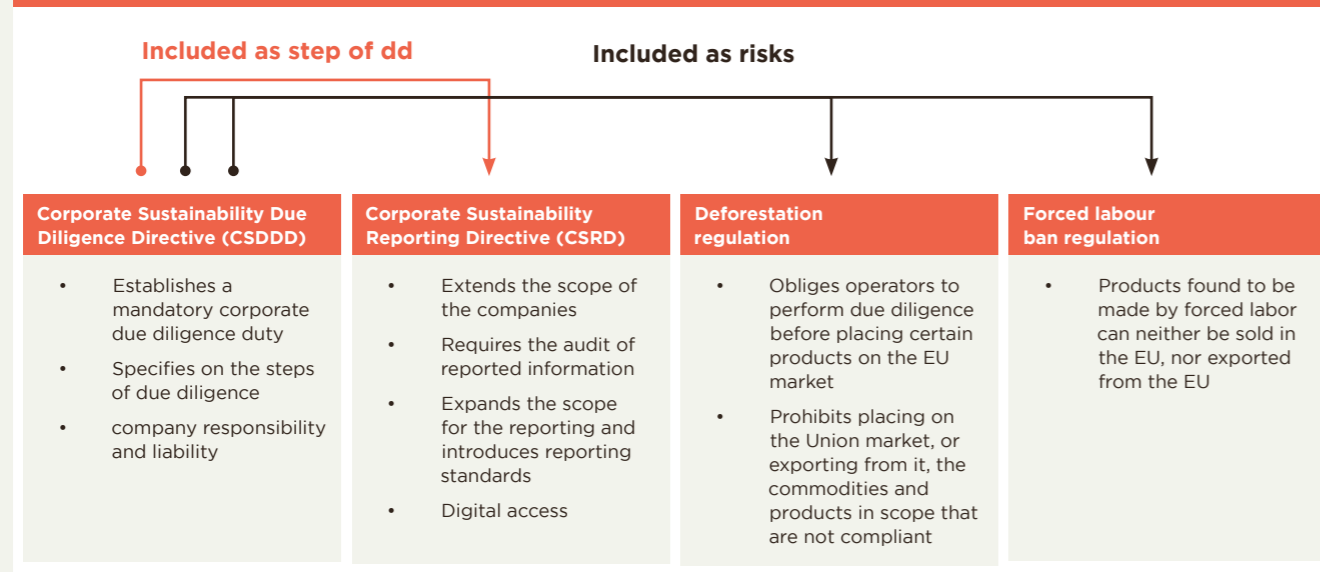 Included as step of dd
Included as risks
Corporate Sustainability Due
Diligence Directive (CSDDD)
• Establishes a
mandatory corporate
due diligence duty
• Specifies on the steps
of due diligence
• company responsibility
and liability
Corporate Sustainability
Reporting Directive (CSRD)
• Extends the scope of
the companies
• Requires the audit of
reported information
• Expands the scope
for the reporting and
introduces reporting
standards
• Digital access
Deforestation
regulation
• Obliges operators to
perform due diligence
before placing certain
products on the EU
market
• Prohibits placing on
the Union market, or
exporting from it, the
commodities and
products in scope that
are not compliant
Forced labour
ban regulation
• Products found to be
made by forced labor
can neither be sold in
the EU, nor exported
from the EU